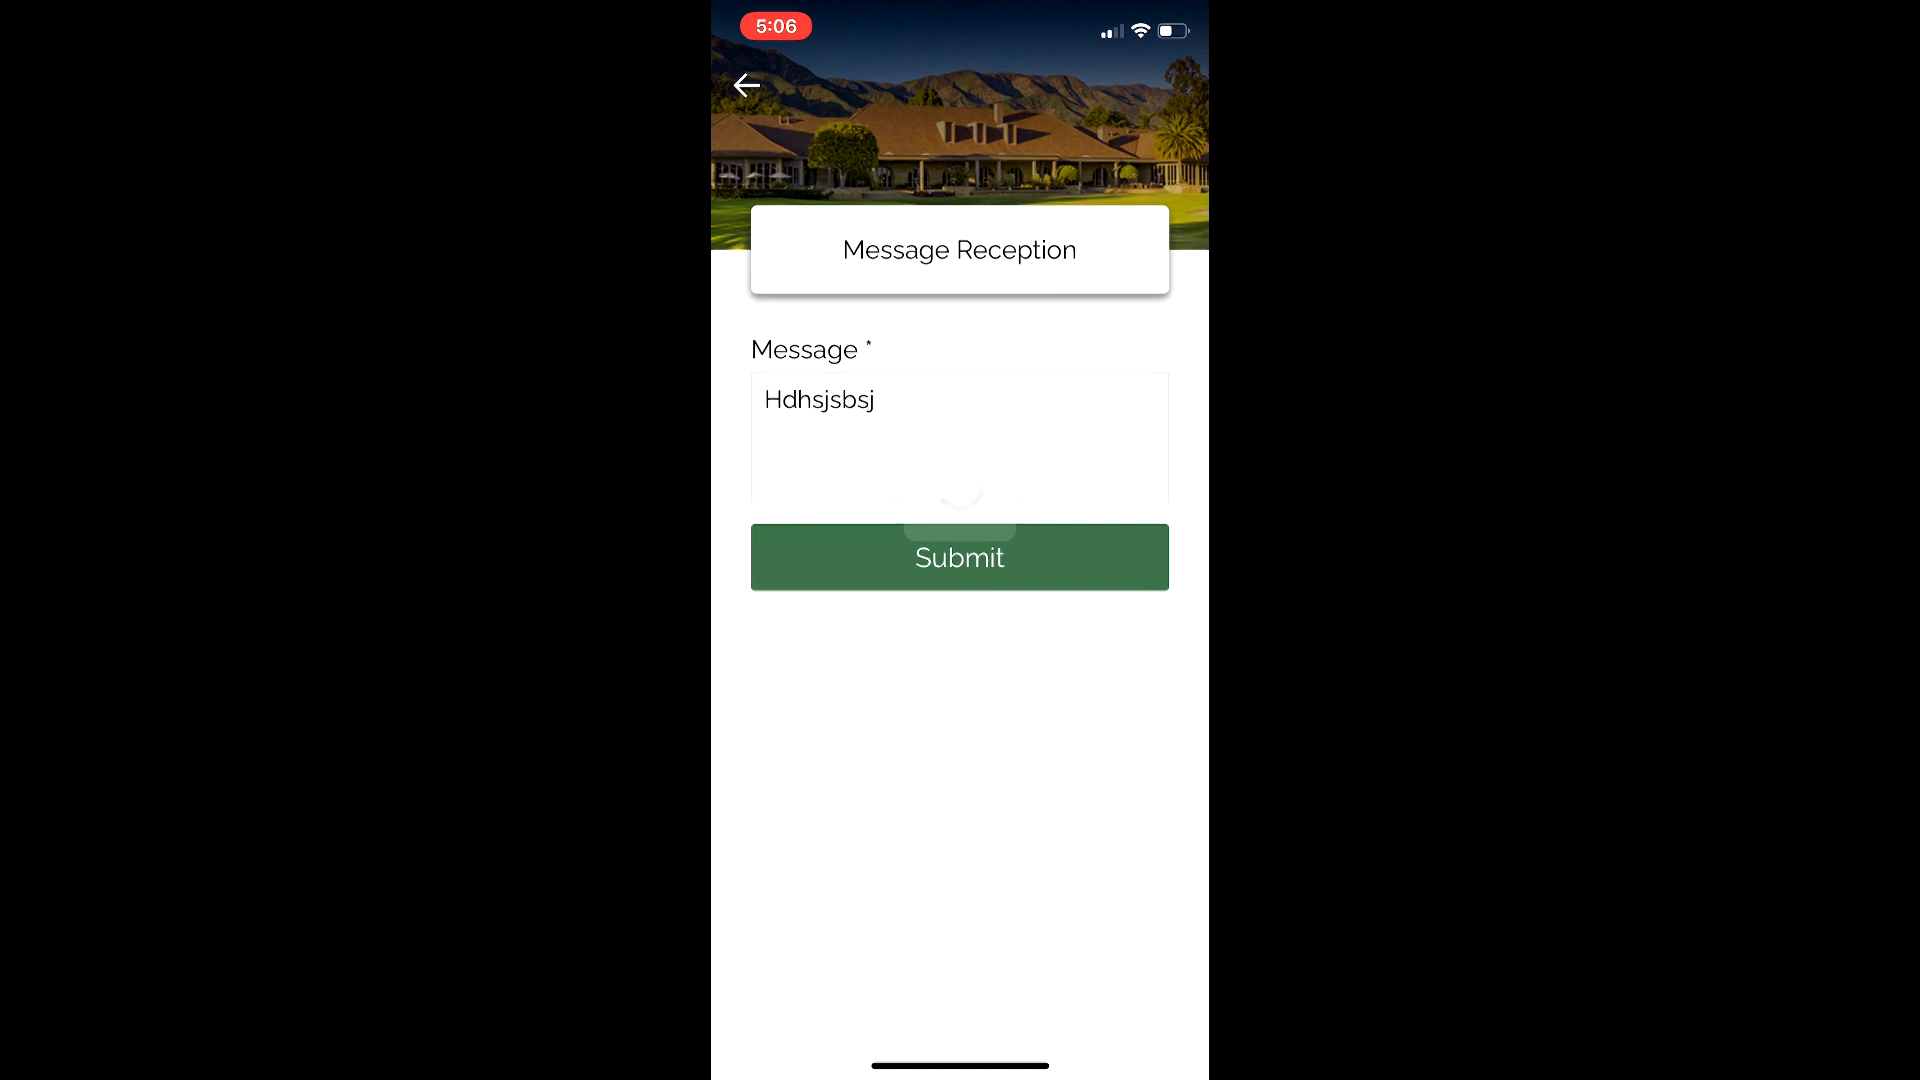 5:06
Message Reception
Message *
Hdhsjsbsj
Submit